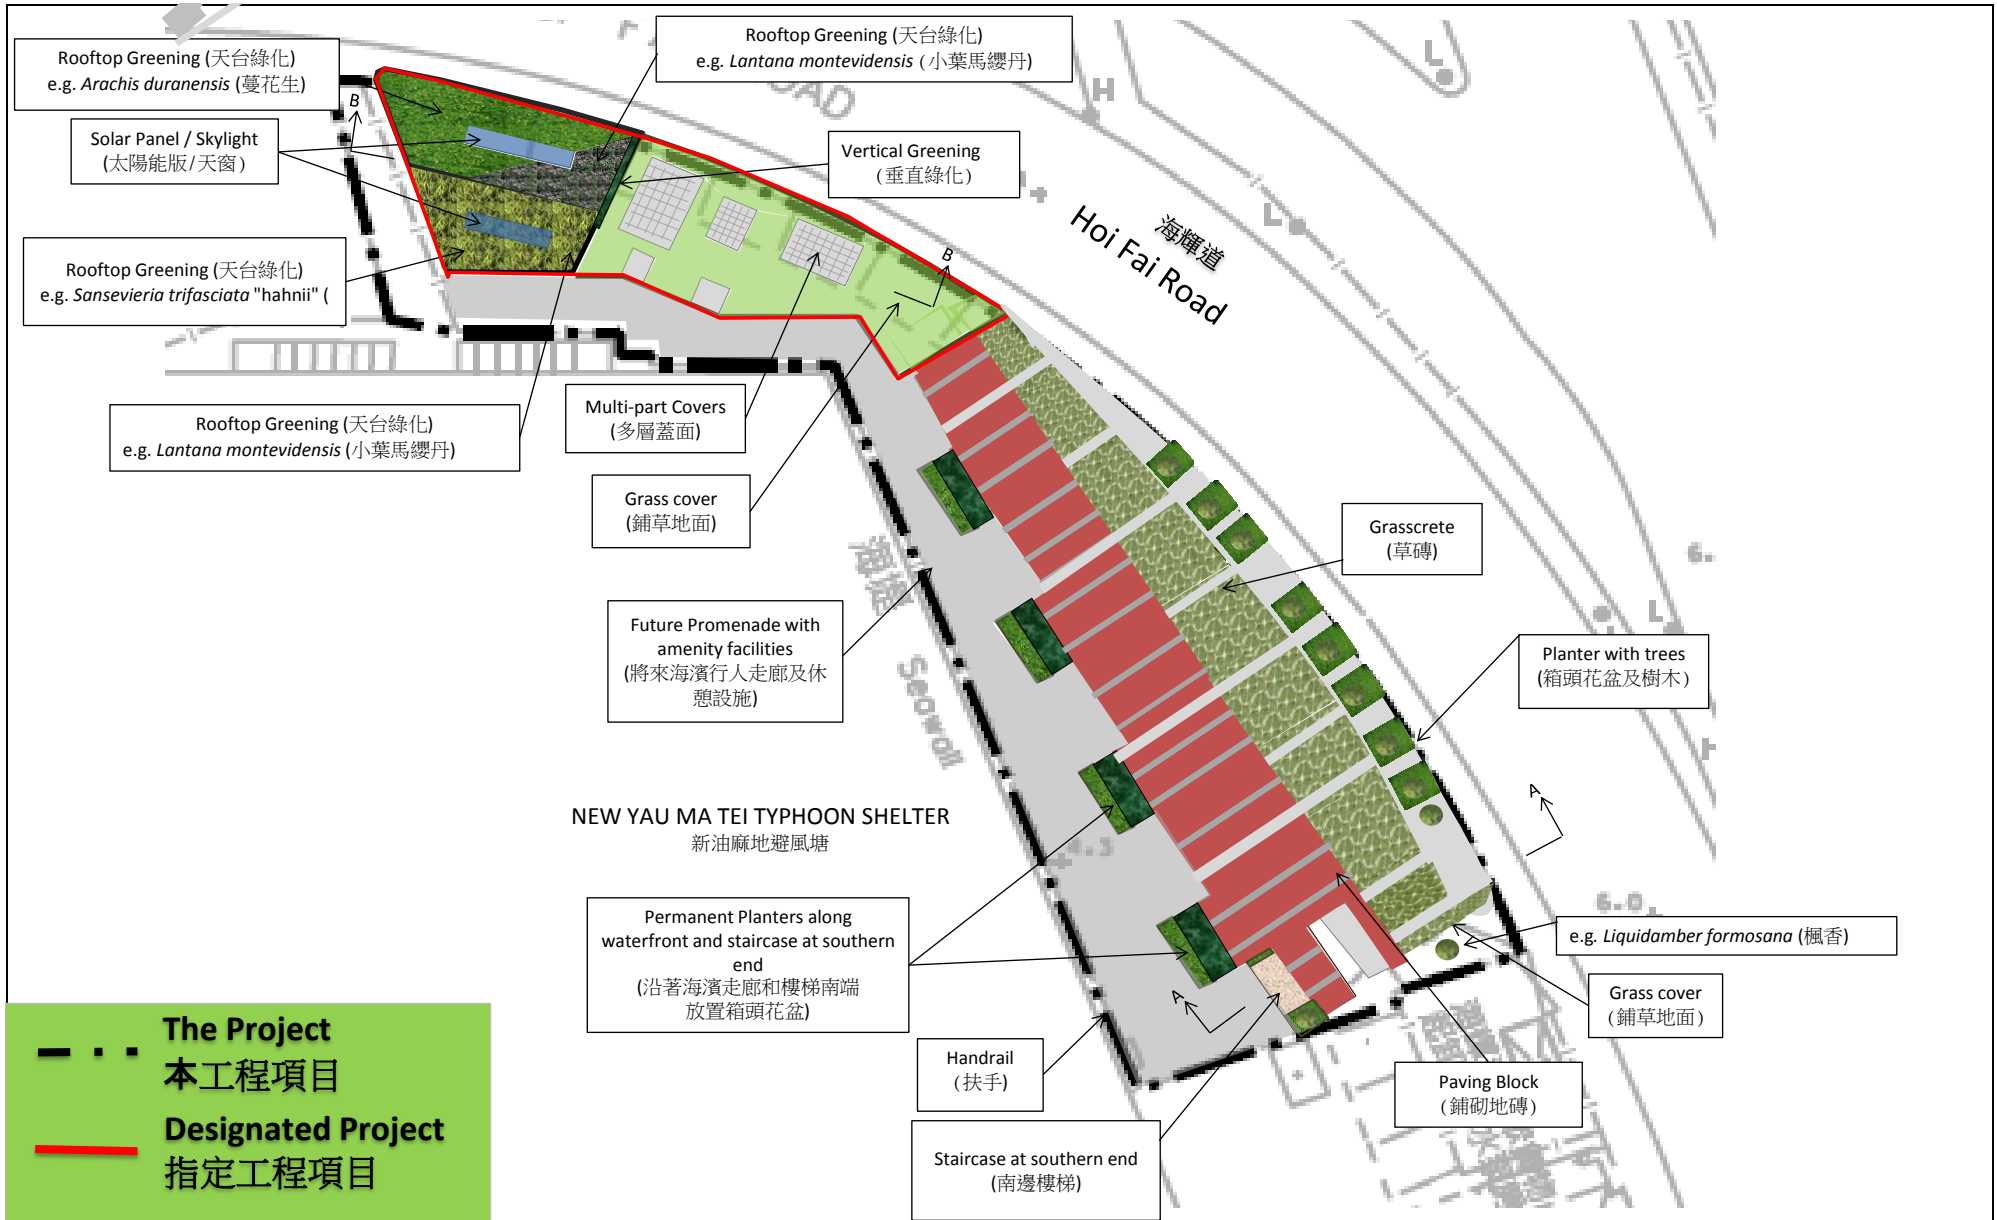 Rooftop Greening (天台綠化)
e.g. Arachis duranensis (蔓花生)
Rooftop Greening (天台綠化)
e.g. Lantana montevidensis (小葉馬纓丹)
B
Solar Panel / Skylight
(太陽能版/天窗)
Vertical Greening
(垂直綠化)
OAD
H
L
L
Rooftop Greening (天台綠化)
e.g. Sansevieria trifasciata "hahnii" (
B
海輝道
Hoi Fai Road
Rooftop Greening (天台綠化)
e.g. Lantana montevidensis (小葉馬纓丹)
Multi-part Covers
(多層蓋面)
Grass cover
(鋪草地面)
Grasscrete
(草磚)
海堤
Seawall
Future Promenade with
amenity facilities
(將來海濱行人走廊及休
憩設施)
L
Planter with trees
(箱頭花盆及樹木)
NEW YAU MA TEI TYPHOON SHELTER
新油麻地避風塘
4.3
A
6.0
Permanent Planters along
waterfront and staircase at southern
end
(沿著海濱走廊和樓梯南端
放置箱頭花盆)
e.g. Liquidamber formosana (楓香)
Grass cover
(鋪草地面)
A
Handrail
(扶手)
Paving Block
(鋪砌地磚)
Staircase at southern end
(南邊樓梯)
The Project
本工程項目
Designated Project
指定工程項目